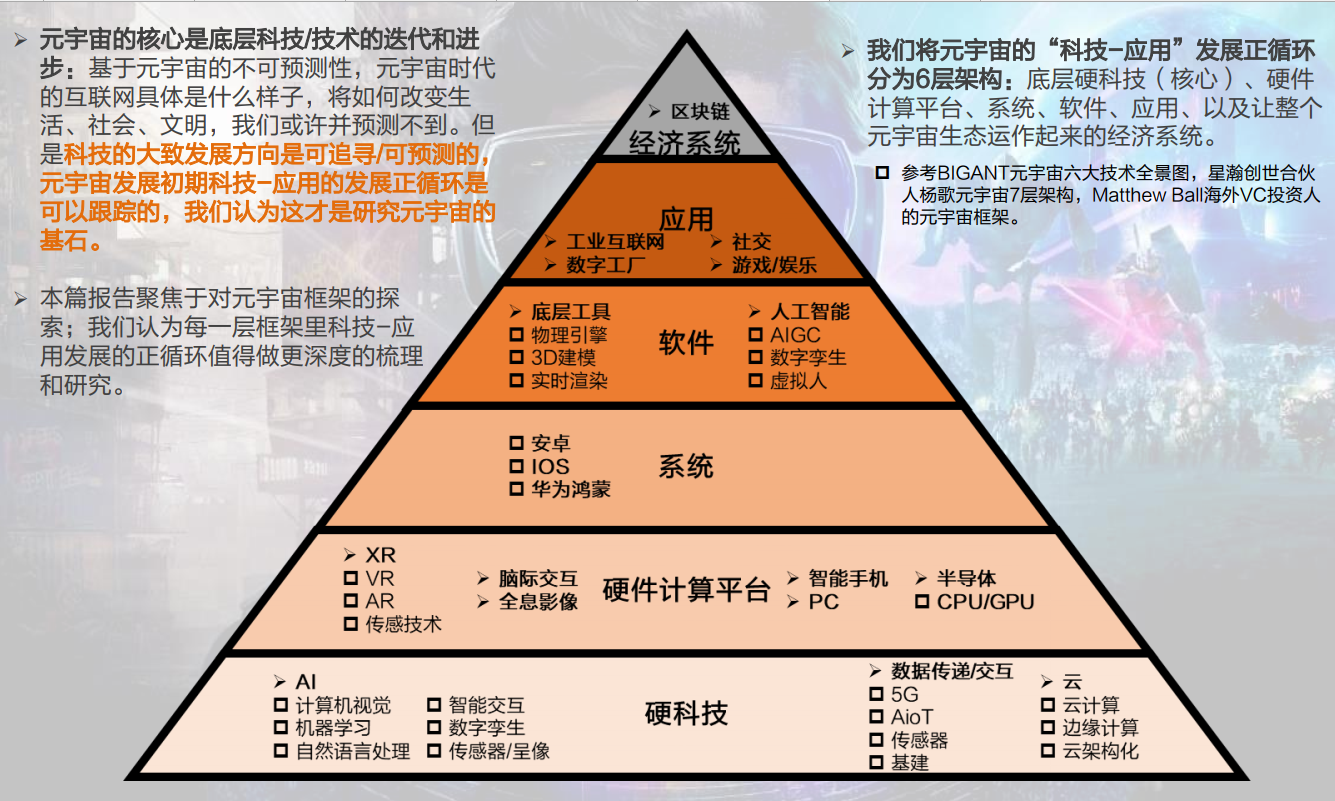 ➢ 元宇宙的核心是底层科技/技术的迭代和进
步：基于元宇宙的不可预测性，元宇宙时代
的互联网具体是什么样子，将如何改变生
活、社会、文明，我们或许并预测不到。但
是科技的大致发展方向是可追寻/可预测的，
元宇宙发展初期科技–应用的发展正循环是
可以跟踪的，我们认为这才是研究元宇宙的
基石。
➢ 本篇报告聚焦于对元宇宙框架的探
索；我们认为每一层框架里科技–应
用发展的正循环值得做更深度的梳理
和研究。
➢ 我们将元宇宙的“科技–应用”发展正循环
分为6层架构：底层硬科技（核心）、硬件
计算平台、系统、软件、应用、以及让整个
元宇宙生态运作起来的经济系统。
参考BIGANT元宇宙六大技术全景图，星瀚创世合伙
人杨歌元宇宙7层架构，Matthew Ball海外VC投资人
的元宇宙框架。
➢ 区块链
经济系统
应用
➢ 工业互联网
➢ 数字工厂
➢ 社交
➢ 游戏/娱乐
➢ 底层工具
物理引擎
3D建模
实时渲染
软件
➢ 人工智能
AIGC
数字孪生
虚拟人
安卓
IOS
华为鸿蒙
系统
➢ XR
VR
AR
传感技术
➢ 脑际交互
➢ 全息影像
硬件计算平台
➢ 智能手机
➢ PC
➢ 半导体
CPU/GPU
➢ AI
计算机视觉
机器学习
自然语言处理
智能交互
数字孪生
传感器/呈像
硬科技
➢ 数据传递/交互
5G
AioT
传感器
基建
➢ 云
云计算
边缘计算
云架构化